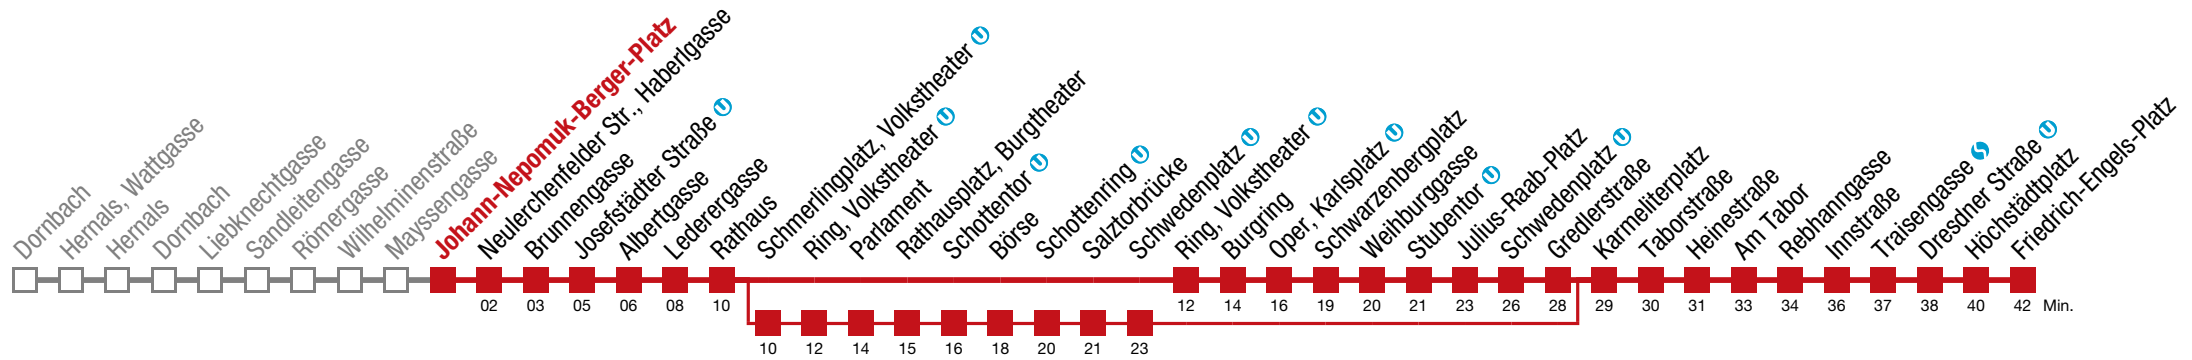 Dornbach
Hernals, Wattgasse
Hernals
Dornbach
Liebknechtgasse
Sandleitengasse
Römergasse
Wilhelminenstraße
Mayssengasse
Johann-Nepomuk-Berger-Platz
Neulerchenfelder Str., Haberlgasse
Brunnengasse
Josefstädter Straße U
Albertgasse
Lederergasse
Rathaus
Schmerlingplatz, Volkstheater U
Ring, Volkstheater U
Parlament
Rathausplatz, Burgtheater
Schottentor U
Börse
Schottenring U
Salztorbrücke
Schwedenplatz U
Ring, Volkstheater U
Burgring
Oper, Karlsplatz U
Schwarzenbergplatz
Weihburggasse
Stubentor U
Julius-Raab-Platz
Schwedenplatz U
Gredlerstraße
Karmeliterplatz
Taborstraße
Heinestraße
Am Tabor
Rebhanngasse
Innstraße
Traisengasse S
Dresdner Straße U
Höchstädtplatz
Friedrich-Engels-Platz
02 03 05 06 08 10 12 14 16 19 20 21 23 26 28 29 30 31 33 34 36 37 38 40 42 Min.
10 12 14 15 16 18 20 21 23